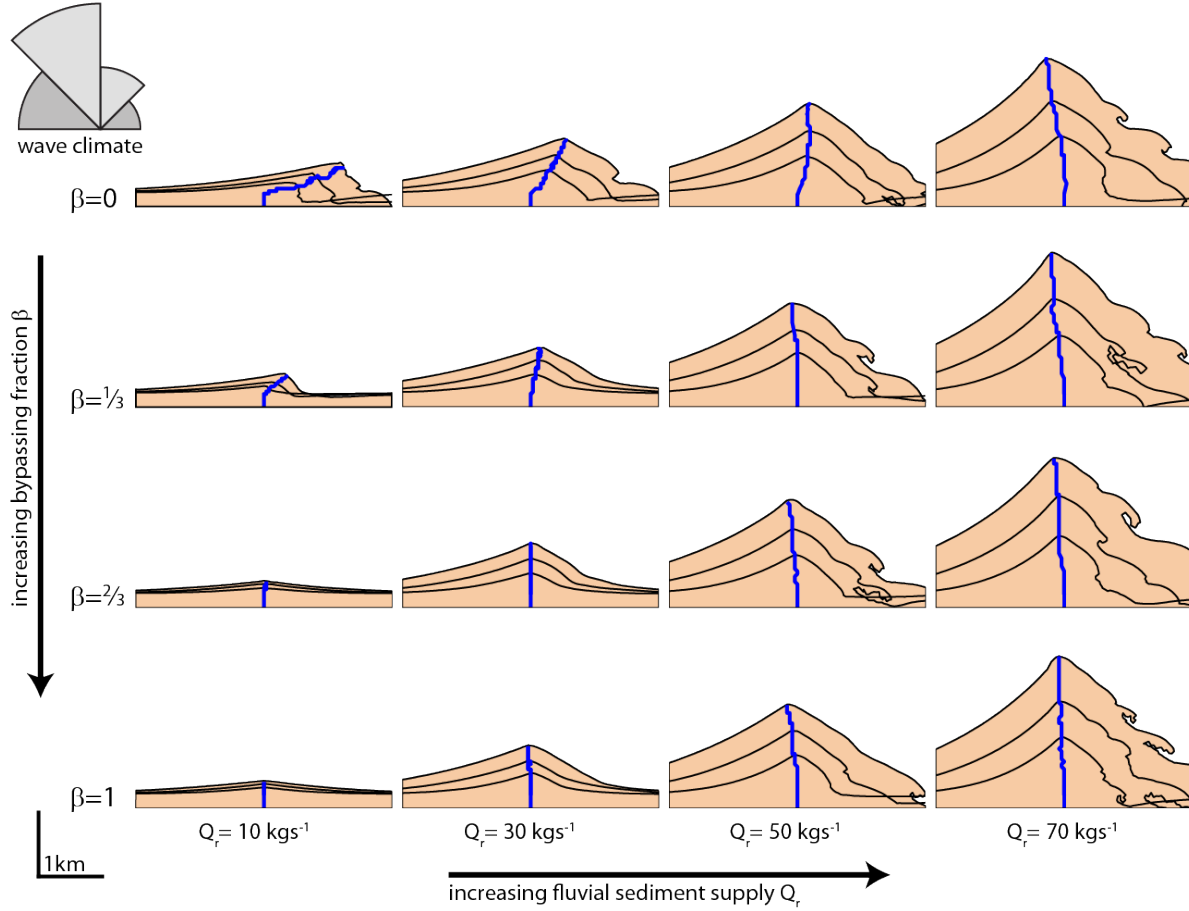 wave climate
β=0
β=⅓
β=⅔
β=1
increasing bypassing fraction β
1km
Qᵣ= 10 kgs⁻¹
Qᵣ= 30 kgs⁻¹
Qᵣ= 50 kgs⁻¹
Qᵣ= 70 kgs⁻¹
increasing fluvial sediment supply Qᵣ